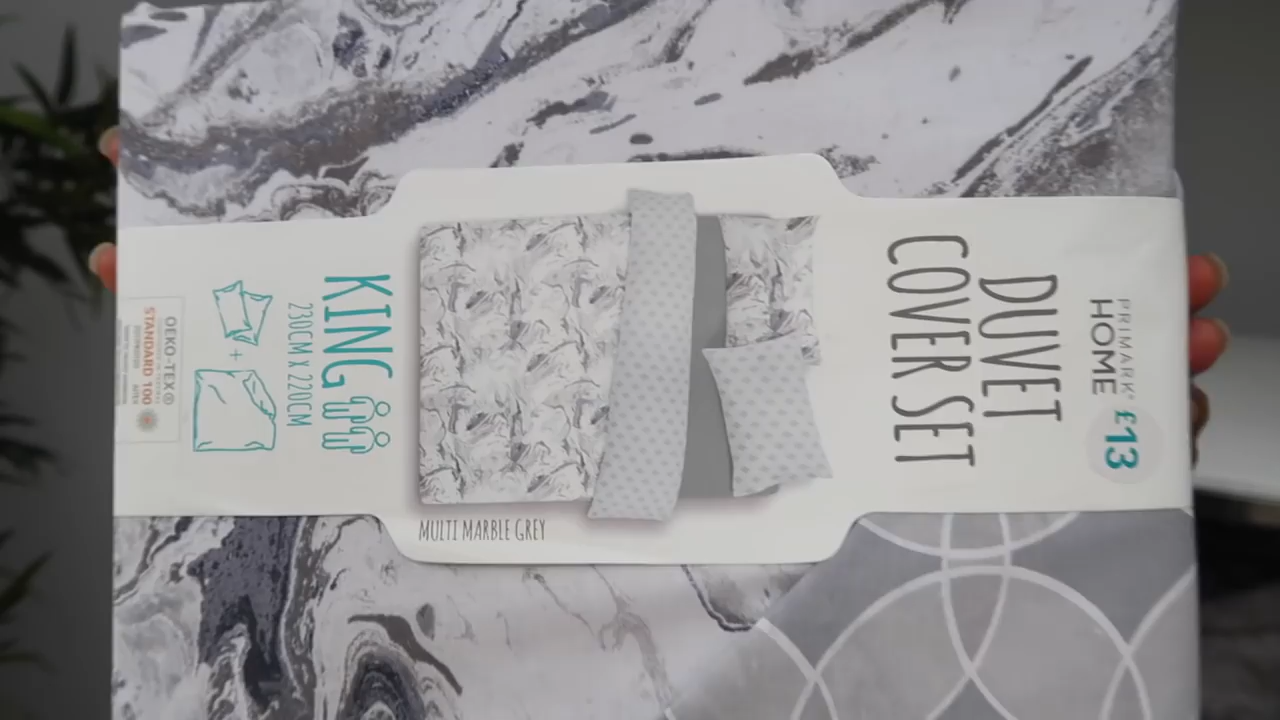 PRIMARK®
HOME
£13
DUVET
COVER SET
MULTI MARBLE GREY
KING
230CM X 220CM
+
OEKO-TEX®
STANDARD 100